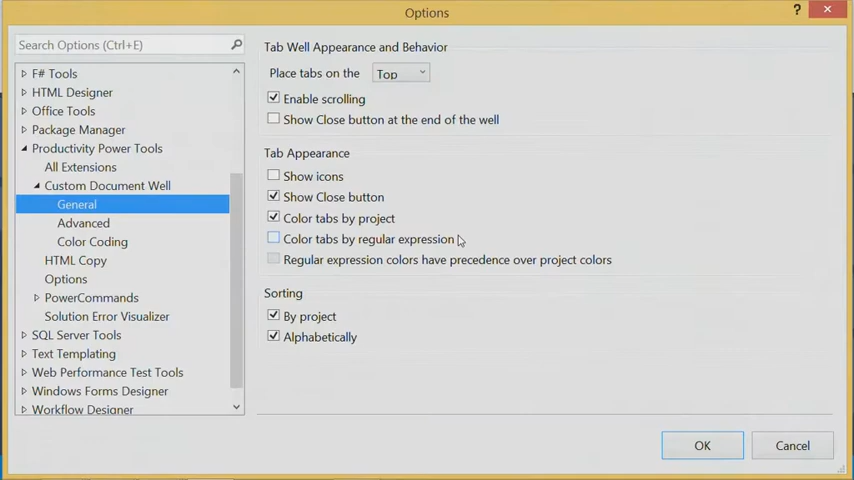 Options
?
Search Options (Ctrl+E)
F# Tools
HTML Designer
Office Tools
Package Manager
Productivity Power Tools
All Extensions
Custom Document Well
General
Advanced
Color Coding
HTML Copy
Options
PowerCommands
Solution Error Visualizer
SQL Server Tools
Text Templating
Web Performance Test Tools
Windows Forms Designer
Workflow Designer
Tab Well Appearance and Behavior
Place tabs on the Top
Enable scrolling
Show Close button at the end of the well
Tab Appearance
Show icons
Show Close button
Color tabs by project
Color tabs by regular expression
Regular expression colors have precedence over project colors
Sorting
By project
Alphabetically
OK Cancel